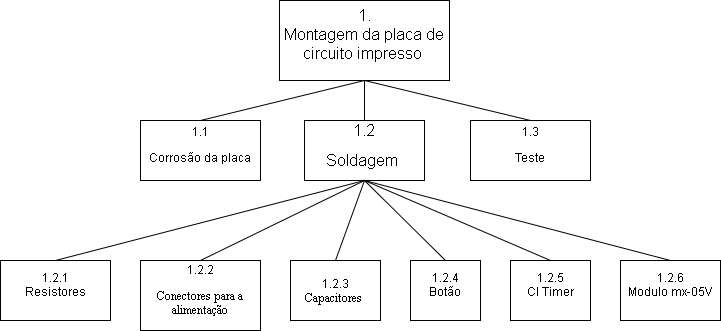 1.
Montagem da placa de
circuito impresso
1.1
Corrosão da placa
1.2
Soldagem
1.3
Teste
1.2.1
Resistores
1.2.2
Conectores para a
alimentação
1.2.3
Capacitores
1.2.4
Botão
1.2.5
CI Timer
1.2.6
Modulo mx-05V